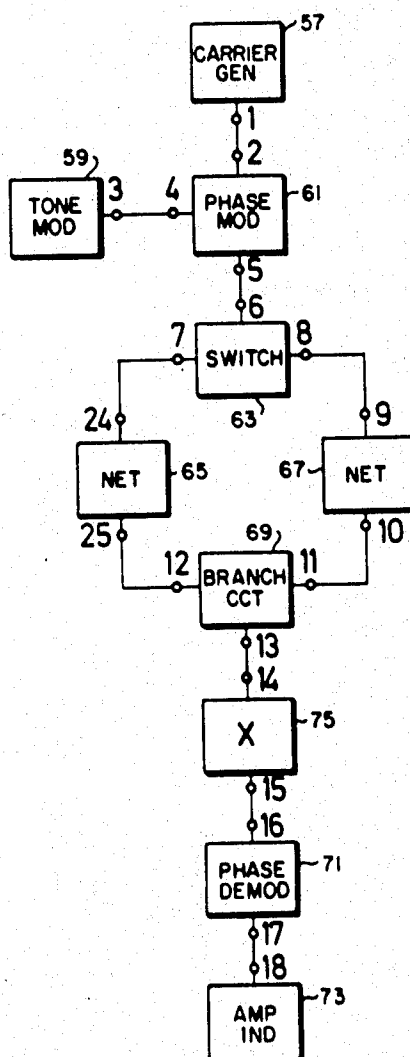 57
CARRIER
GEN
1
2
59
3
4
61
TONE
MOD
PHASE
MOD
5
6
7
8
SWITCH
63
24
9
NET
65
67
NET
25
10
69
12
11
BRANCH
CCT
13
14
X
75
15
16
PHASE
DEMOD
71
17
18
AMP
IND
73